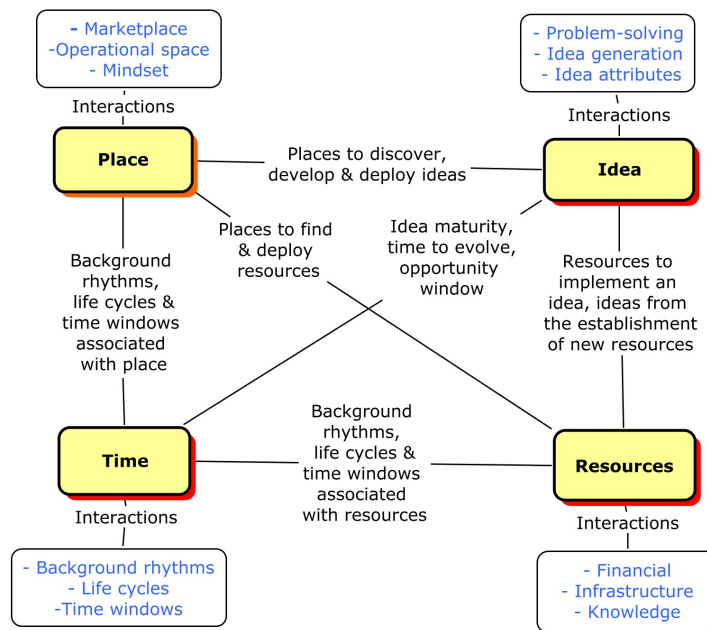 - Marketplace
-Operational space
- Mindset
- Problem-solving
- Idea generation
- Idea attributes
Interactions
Interactions
Place
Places to discover,
develop & deploy ideas
Idea
Places to find
& deploy
resources
Idea maturity,
time to evolve,
opportunity
window
Background
rhythms,
life cycles &
time windows
associated
with place
Resources to
implement an
idea, ideas from
the establishment
of new resources
Time
Background
rhythms,
life cycles &
time windows
associated
with resources
Resources
Interactions
Interactions
- Background rhythms
- Life cycles
-Time windows
- Financial
- Infrastructure
- Knowledge